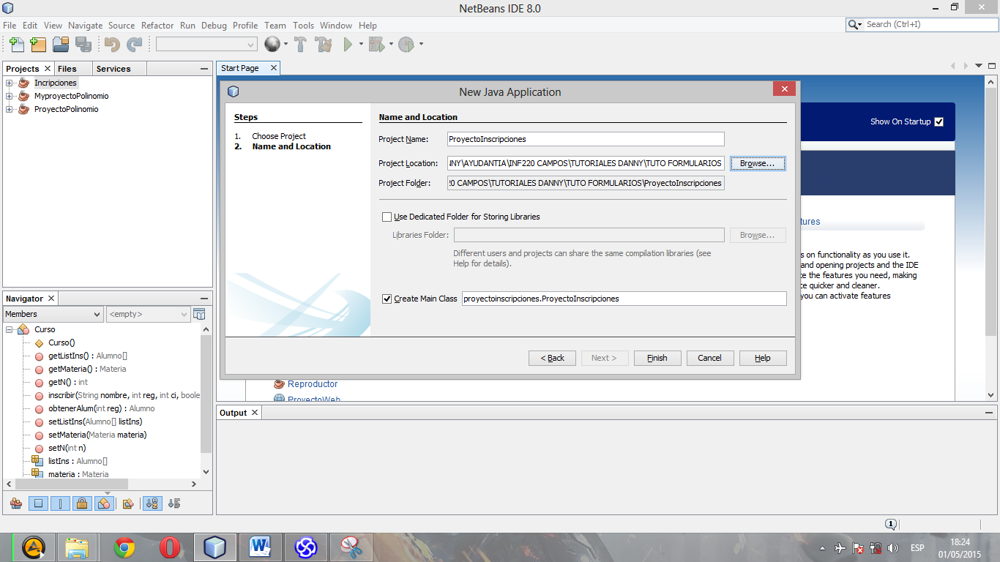 NetBeans IDE 8.0
File Edit View Navigate Source Refactor Run Debug Profile Team Tools Window Help
Search (Ctrl+I)
Projects Files Services
Incripciones
MyproyectoPolinomio
ProyectoPolinomio
Start Page
Show On Startup
New Java Application
Steps
1. Choose Project
2. Name and Location
Name and Location
Project Name: ProyectoInscripciones
Project Location: NY\AYUDANTIA\INF220 CAMPOS\TUTORIALES DANNY\TUTO FORMULARIOS Browse...
Project Folder: 0 CAMPOS\TUTORIALES DANNY\TUTO FORMULARIOS\ProyectoInscripciones
Use Dedicated Folder for Storing Libraries
Libraries Folder: Browse...
Different users and projects can share the same compilation libraries (see
Help for details).
Create Main Class proyectoinscripciones.ProyectoInscripciones
< Back Next > Finish Cancel Help
tures
s on functionality as you use it.
and opening projects and the IDE
te the features you need, making
ce quicker and cleaner.
you can activate features
Reproductor
ProyectoWeb
Navigator
Members <empty>
Curso
Curso()
getListIns() : Alumno[]
getMateria() : Materia
getN() : int
inscribir(String nombre, int reg, int ci, boole
obtenerAlum(int reg) : Alumno
setListIns(Alumno[] listIns)
setMateria(Materia materia)
setN(int n)
listIns : Alumno[]
materia : Materia
Output
1
ESP
18:24
01/05/2015